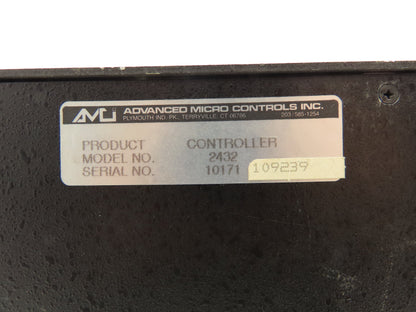 AMCI ADVANCED MICRO CONTROLS INC.
PLYMOUTH IND. PK., TERRYVILLE, CT 06786 203-585-1254
PRODUCT CONTROLLER
MODEL NO. 2432
SERIAL NO. 10171 109239